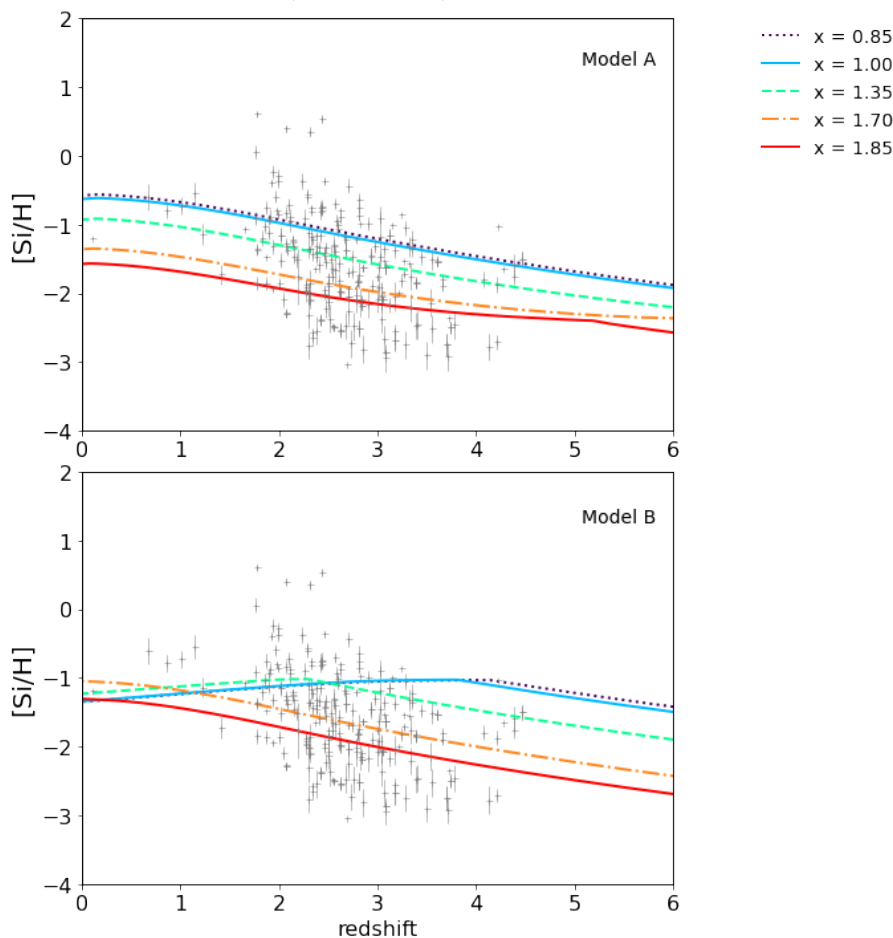 2
1
0
−1
−2
−3
−4
[Si/H]
Model A
0 1 2 3 4 5 6
x = 0.85
x = 1.00
x = 1.35
x = 1.70
x = 1.85
2
1
0
−1
−2
−3
−4
[Si/H]
Model B
0 1 2 3 4 5 6
redshift